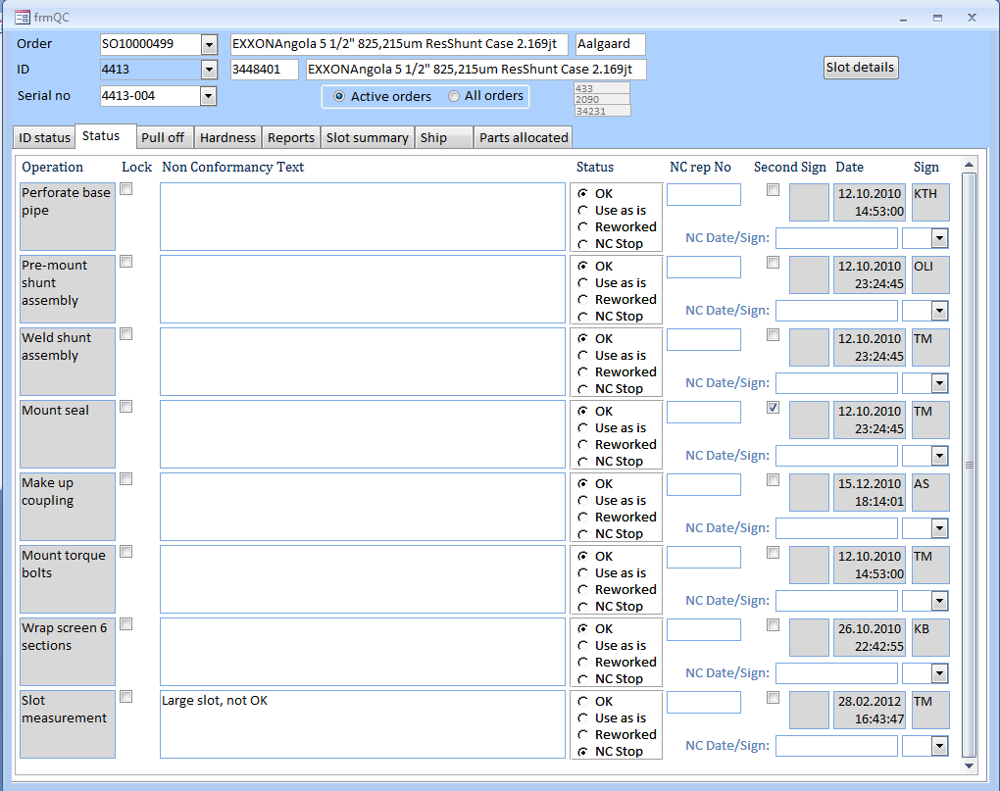 frmQC
Order SO10000499 EXXONAngola 5 1/2" 825,215um ResShunt Case 2.169jt Aalgaard
ID 4413 3448401 EXXONAngola 5 1/2" 825,215um ResShunt Case 2.169jt Slot details
Serial no 4413-004 Active orders All orders
433
2090
34231
ID status Status Pull off Hardness Reports Slot summary Ship Parts allocated
Operation Lock Non Conformancy Text Status NC rep No Second Sign Date Sign
Perforate base OK 12.10.2010 KTH
pipe Use as is 14:53:00
Reworked
NC Stop NC Date/Sign:
Pre-mount OK 12.10.2010 OLI
shunt Use as is 23:24:45
assembly Reworked
NC Stop NC Date/Sign:
Weld shunt OK 12.10.2010 TM
assembly Use as is 23:24:45
Reworked
NC Stop NC Date/Sign:
Mount seal OK 12.10.2010 TM
Use as is 23:24:45
Reworked
NC Stop NC Date/Sign:
Make up OK 15.12.2010 AS
coupling Use as is 18:14:01
Reworked
NC Stop NC Date/Sign:
Mount torque OK 12.10.2010 TM
bolts Use as is 14:53:00
Reworked
NC Stop NC Date/Sign:
Wrap screen 6 OK 26.10.2010 KB
sections Use as is 22:42:55
Reworked
NC Stop NC Date/Sign:
Slot Large slot, not OK OK 28.02.2012 TM
measurement Use as is 16:43:47
Reworked
NC Stop NC Date/Sign: